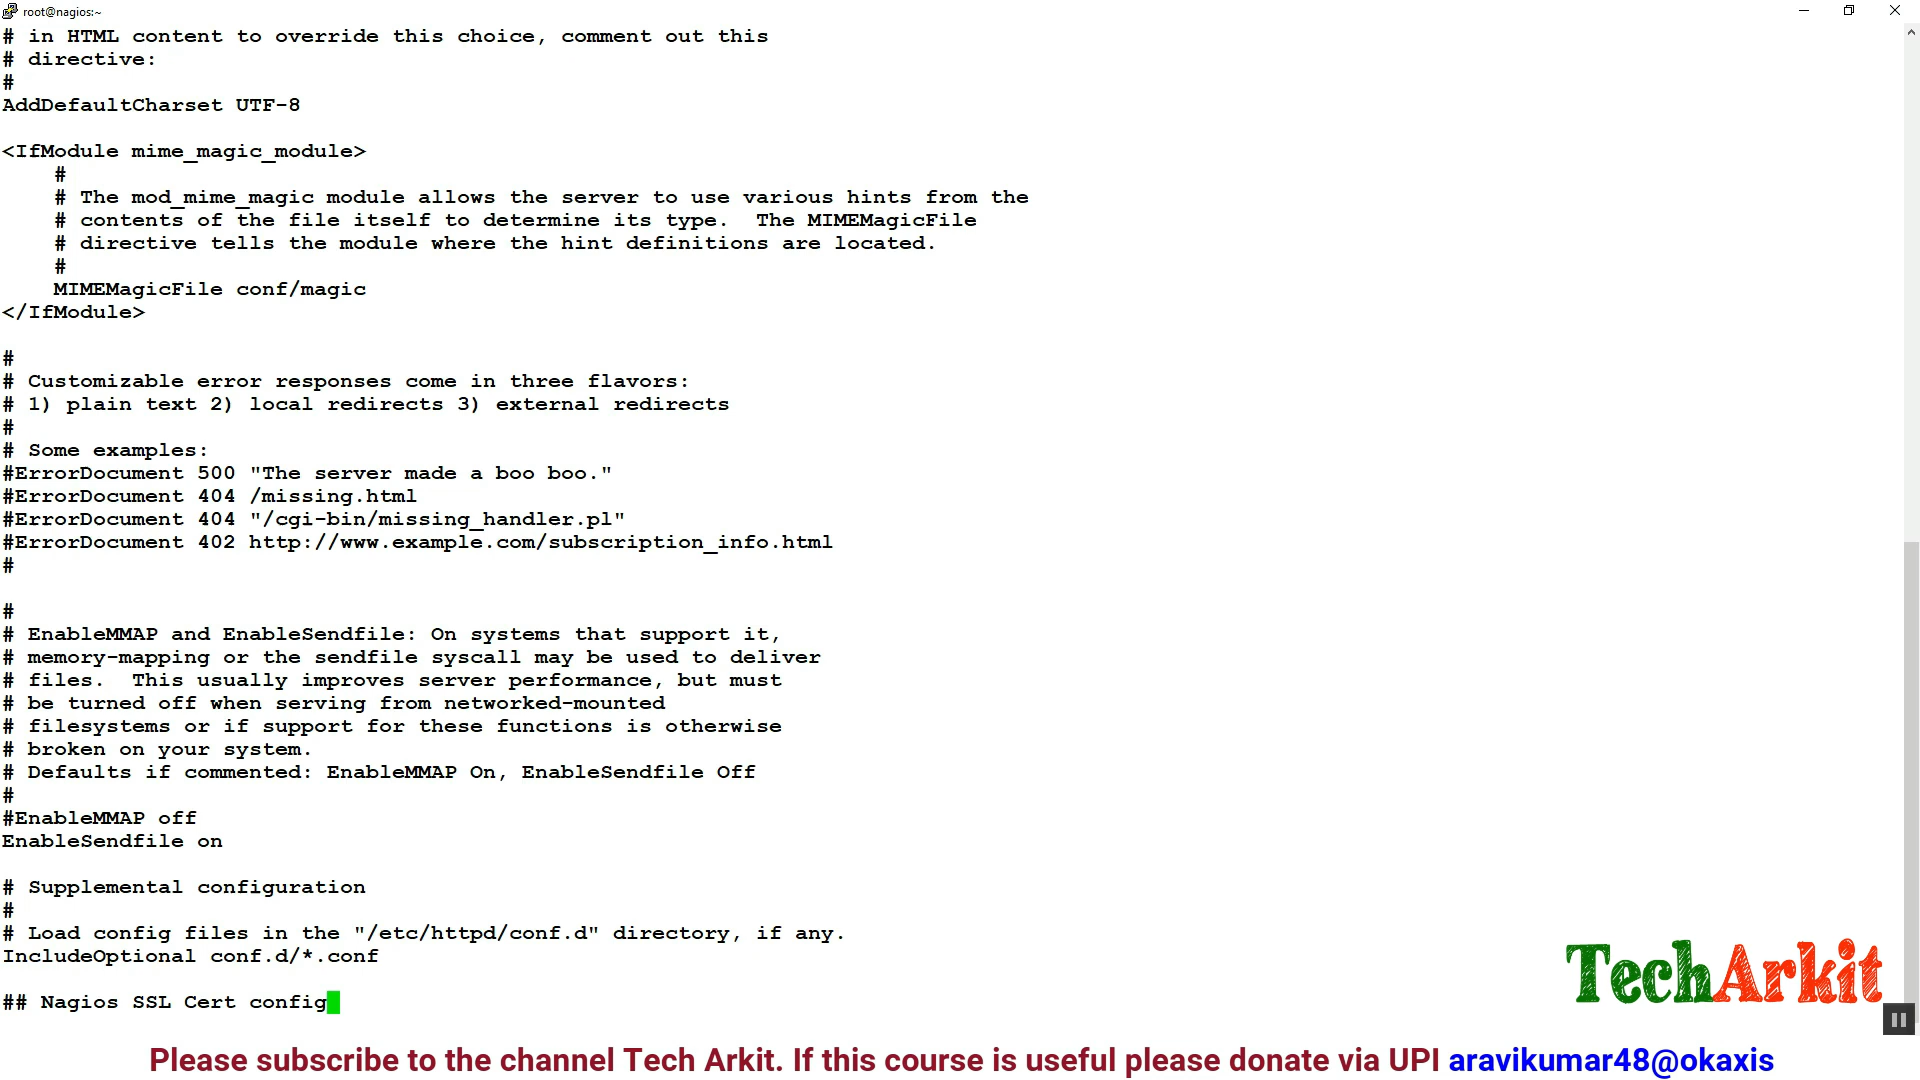 root@nagios:~
# in HTML content to override this choice, comment out this
# directive:
#
AddDefaultCharset UTF-8
<IfModule mime_magic_module>
    #
    # The mod_mime_magic module allows the server to use various hints from the
    # contents of the file itself to determine its type.  The MIMEMagicFile
    # directive tells the module where the hint definitions are located.
    #
    MIMEMagicFile conf/magic
</IfModule>
#
# Customizable error responses come in three flavors:
# 1) plain text 2) local redirects 3) external redirects
#
# Some examples:
#ErrorDocument 500 "The server made a boo boo."
#ErrorDocument 404 /missing.html
#ErrorDocument 404 "/cgi-bin/missing_handler.pl"
#ErrorDocument 402 http://www.example.com/subscription_info.html
#
#
# EnableMMAP and EnableSendfile: On systems that support it,
# memory-mapping or the sendfile syscall may be used to deliver
# files.  This usually improves server performance, but must
# be turned off when serving from networked-mounted
# filesystems or if support for these functions is otherwise
# broken on your system.
# Defaults if commented: EnableMMAP On, EnableSendfile Off
#
#EnableMMAP off
EnableSendfile on
# Supplemental configuration
#
# Load config files in the "/etc/httpd/conf.d" directory, if any.
IncludeOptional conf.d/*.conf
## Nagios SSL Cert config
TechArkit
Please subscribe to the channel Tech Arkit. If this course is useful please donate via UPI aravikumar48@okaxis